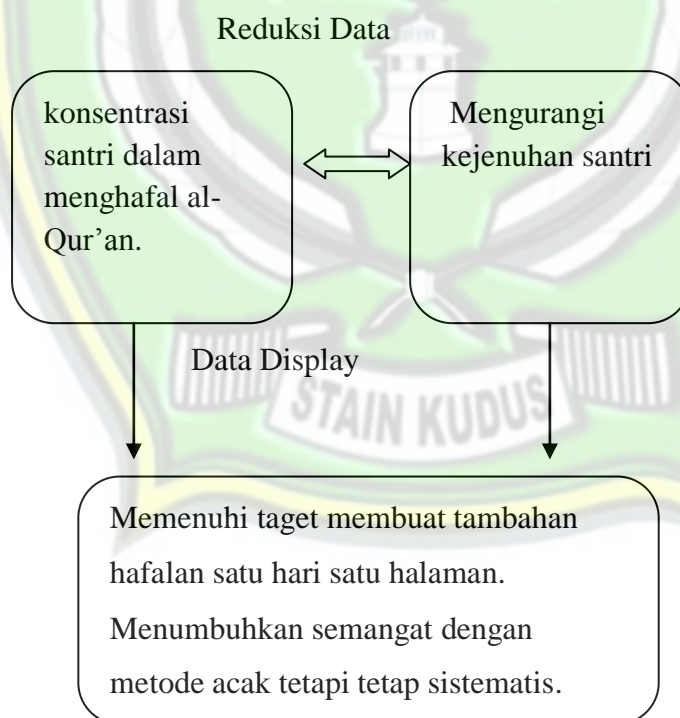 Reduksi Data
konsentrasi
santri dalam
menghafal al-
Qur'an.
Mengurangi
kejenuhan santri
Data Display
STAIN KUDUS
Memenuhi taget membuat tambahan
hafalan satu hari satu halaman.
Menumbuhkan semangat dengan
metode acak tetapi tetap sistematis.